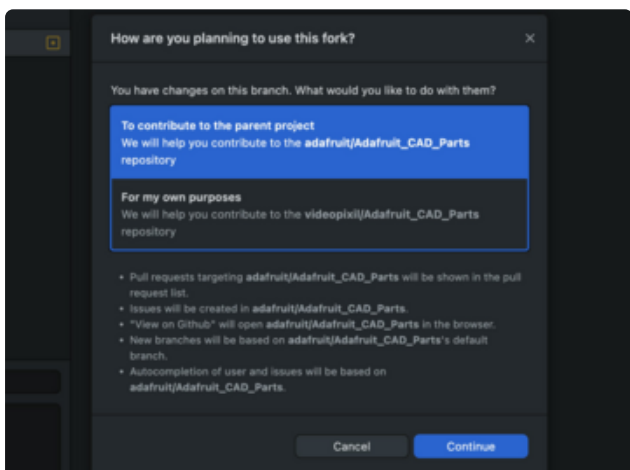 How are you planning to use this fork?
You have changes on this branch. What would you like to do with them?
To contribute to the parent project
We will help you contribute to the adafruit/Adafruit_CAD_Parts
repository
For my own purposes
We will help you contribute to the videopixil/Adafruit_CAD_Parts
repository
• Pull requests targeting adafruit/Adafruit_CAD_Parts will be shown in the pull
request list.
• Issues will be created in adafruit/Adafruit_CAD_Parts.
• "View on Github" will open adafruit/Adafruit_CAD_Parts in the browser.
• New branches will be based on adafruit/Adafruit_CAD_Parts's default
branch.
• Autocompletion of user and issues will be based on
adafruit/Adafruit_CAD_Parts.
Cancel Continue